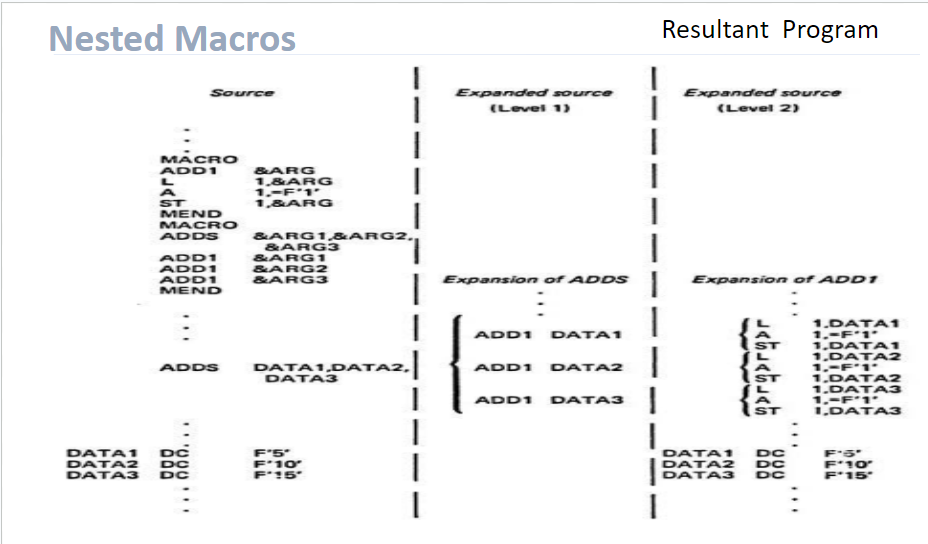 Nested Macros
Resultant Program
Source
MACRO
ADD1 &ARG
L 1,&ARG
A 1,=F'1'
ST 1,&ARG
MEND
MACRO
ADDS &ARG1,&ARG2,
&ARG3
ADD1 &ARG1
ADD1 &ARG2
ADD1 &ARG3
MEND
ADDS DATA1,DATA2,
DATA3
DATA1 DC F'5'
DATA2 DC F'10'
DATA3 DC F'15'
Expanded source
(Level 1)
Expansion of ADDS
ADD1 DATA1
ADD1 DATA2
ADD1 DATA3
Expanded source
(Level 2)
Expansion of ADD1
L 1,DATA1
A 1,=F'1'
ST 1,DATA1
L 1,DATA2
A 1,=F'1'
ST 1,DATA2
L 1,DATA3
A 1,=F'1'
ST 1,DATA3
DATA1 DC F'5'
DATA2 DC F'10'
DATA3 DC F'15'